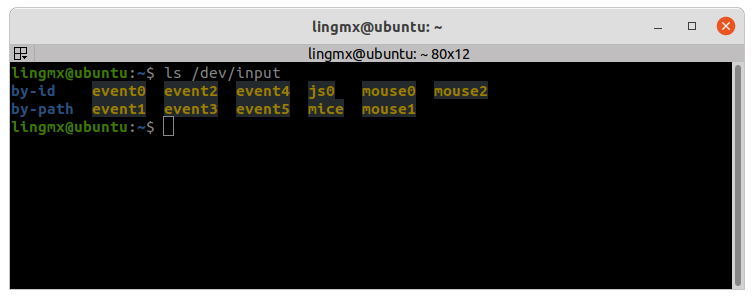 lingmx@ubuntu: ~
lingmx@ubuntu: ~ 80x12
lingmx@ubuntu:~$ ls /dev/input
by-id    event0  event2  event4  js0   mouse0  mouse2
by-path  event1  event3  event5  mice  mouse1
lingmx@ubuntu:~$